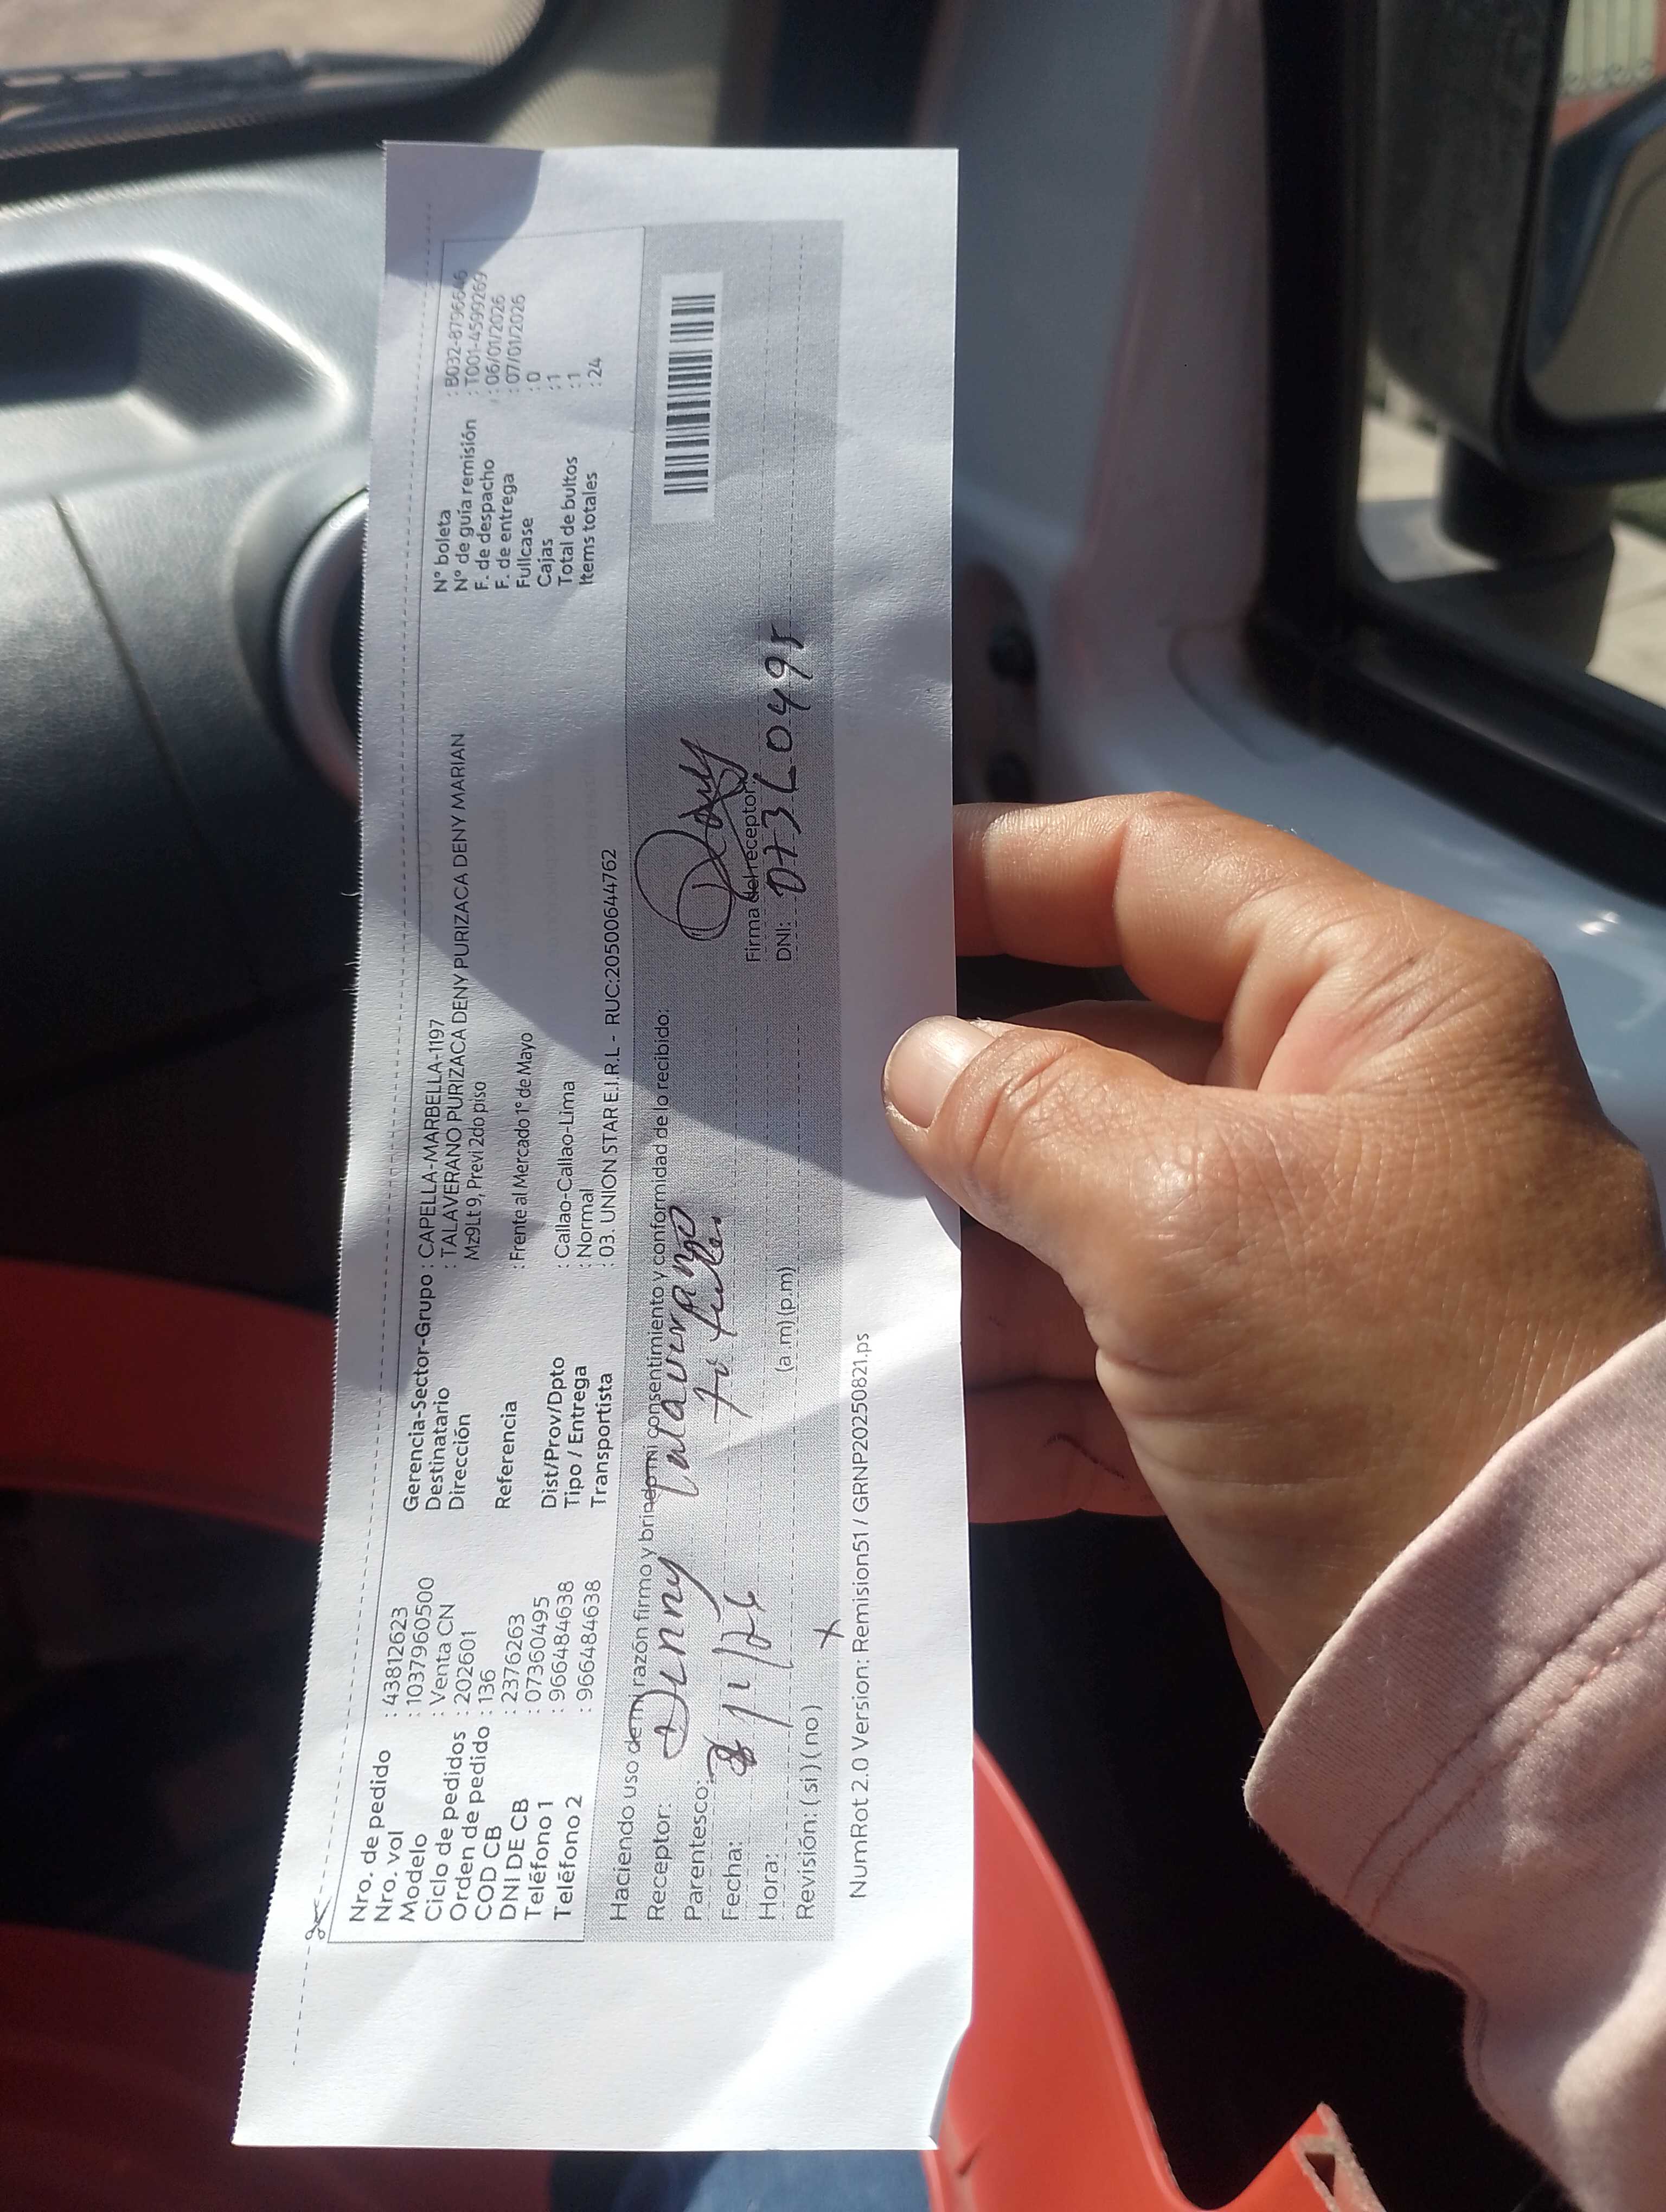 Nro. de pedido : 43812623
Nro. vol : 1037960500
Modelo : Venta CN
Ciclo de pedidos : 202601
Orden de pedido : 136
COD CB : 2376263
DNI DE CB : 07360495
Teléfono 1 : 966484638
Teléfono 2 : 966484638
Gerencia-Sector-Grupo : CAPELLA-MARBELLA-1197
Destinatario : TALAVERANO PURIZACA DENY PURIZACA DENY MARIAN
Dirección Mz9Lt 9, Previ 2do piso
Referencia : Frente al Mercado 1° de Mayo
Dist/Prov/Dpto : Callao-Callao-Lima
Tipo / Entrega : Normal
Transportista : 03. UNION STAR E.I.R.L - RUC:20500644762
N° boleta : B032-8796646
N° de guía remisión : T001-4599269
F. de despacho : 06/01/2026
F. de entrega : 07/01/2026
Fullcase : 0
Cajas : 1
Total de bultos : 1
Items totales : 24
Haciendo uso de mi razón firmo y brindo mi consentimiento y conformidad de lo recibido:
Receptor: Denny Talaverano
Parentesco: Titular
Fecha: 8/1/26
Hora: (a.m) (p.m)
Revisión: ( si ) ( no ) X
Firma del receptor
DNI: 07360495
NumRot 2.0 Version: Remision51 / GRNP20250821.ps